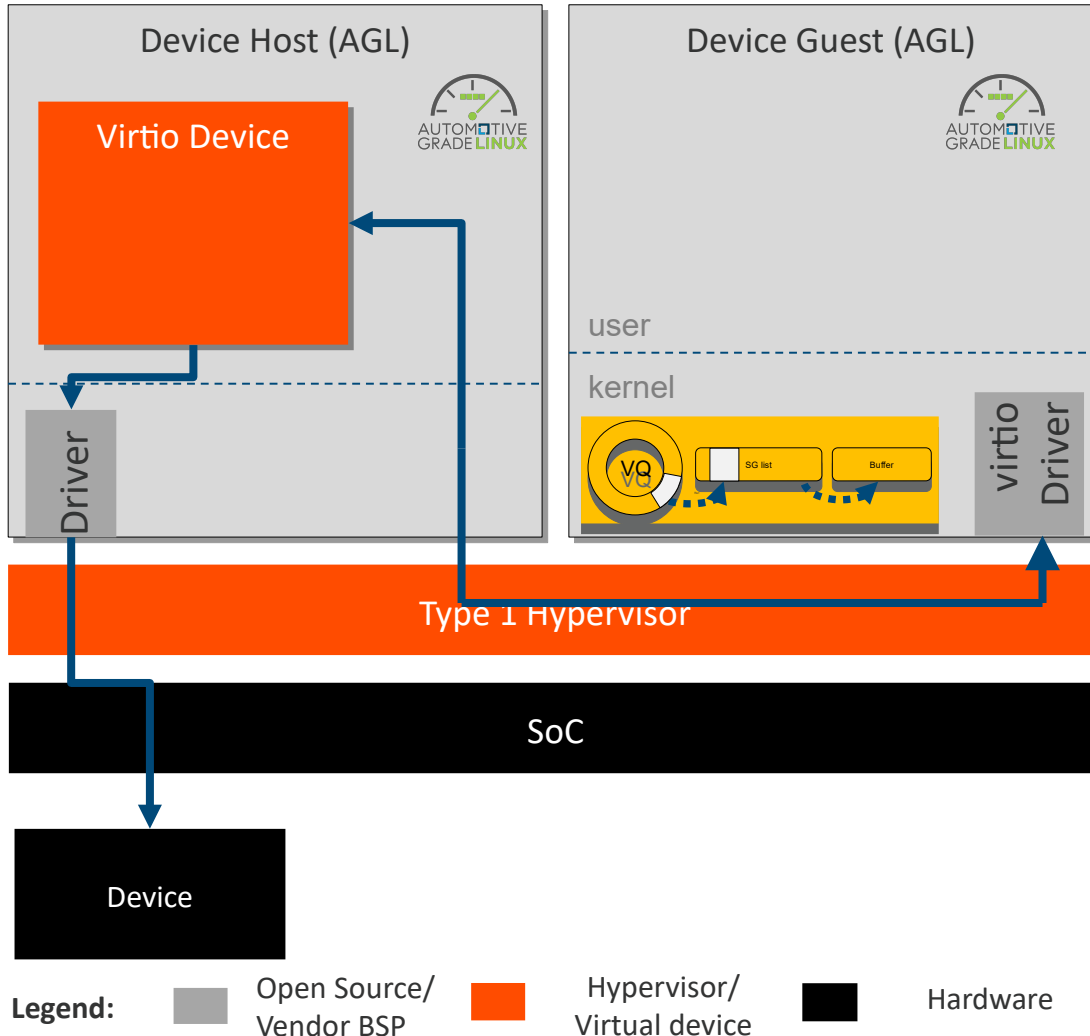 Device Host (AGL)
AUTOMOTIVE
GRADE LINUX
Virtio Device
Driver
Device Guest (AGL)
AUTOMOTIVE
GRADE LINUX
user
kernel
VQ
VQ
SG list
Buffer
virtio
Driver
Type 1 Hypervisor
SoC
Device
Legend:
Open Source/
Vendor BSP
Hypervisor/
Virtual device
Hardware